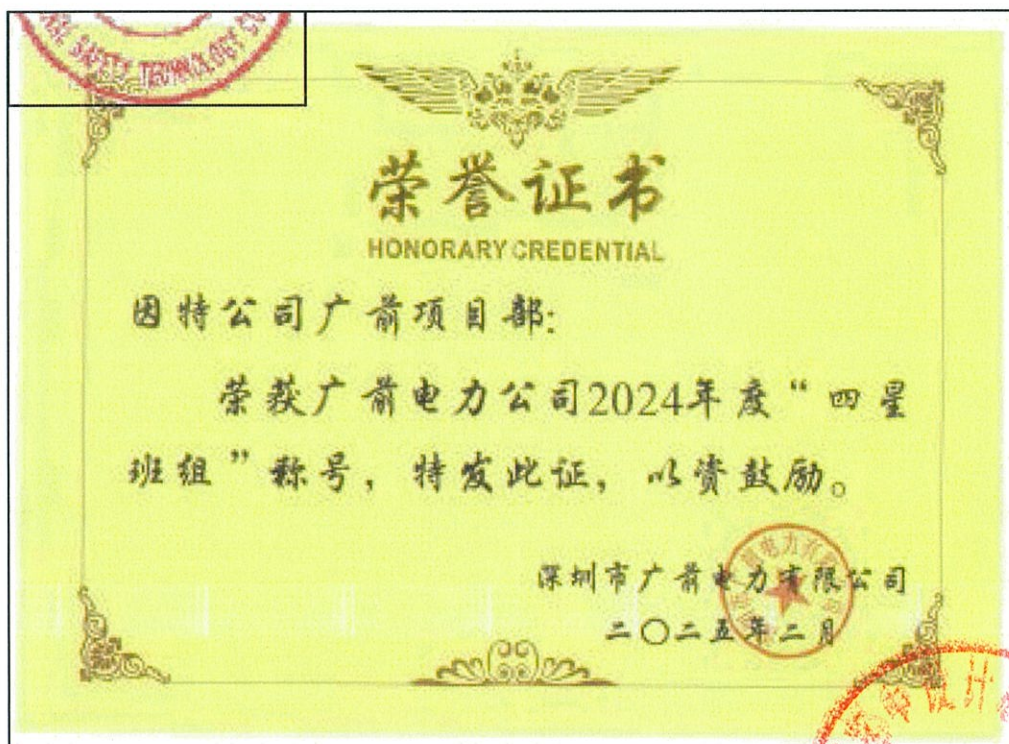 SAFETY TECHNOLOGY CO
荣誉证书
HONORARY CREDENTIAL
因特公司广前项目部:
荣获广前电力公司2024年度“四星
班组”称号,特发此证,以资鼓励。
深圳市广前电力有限公司
二〇二五年二月